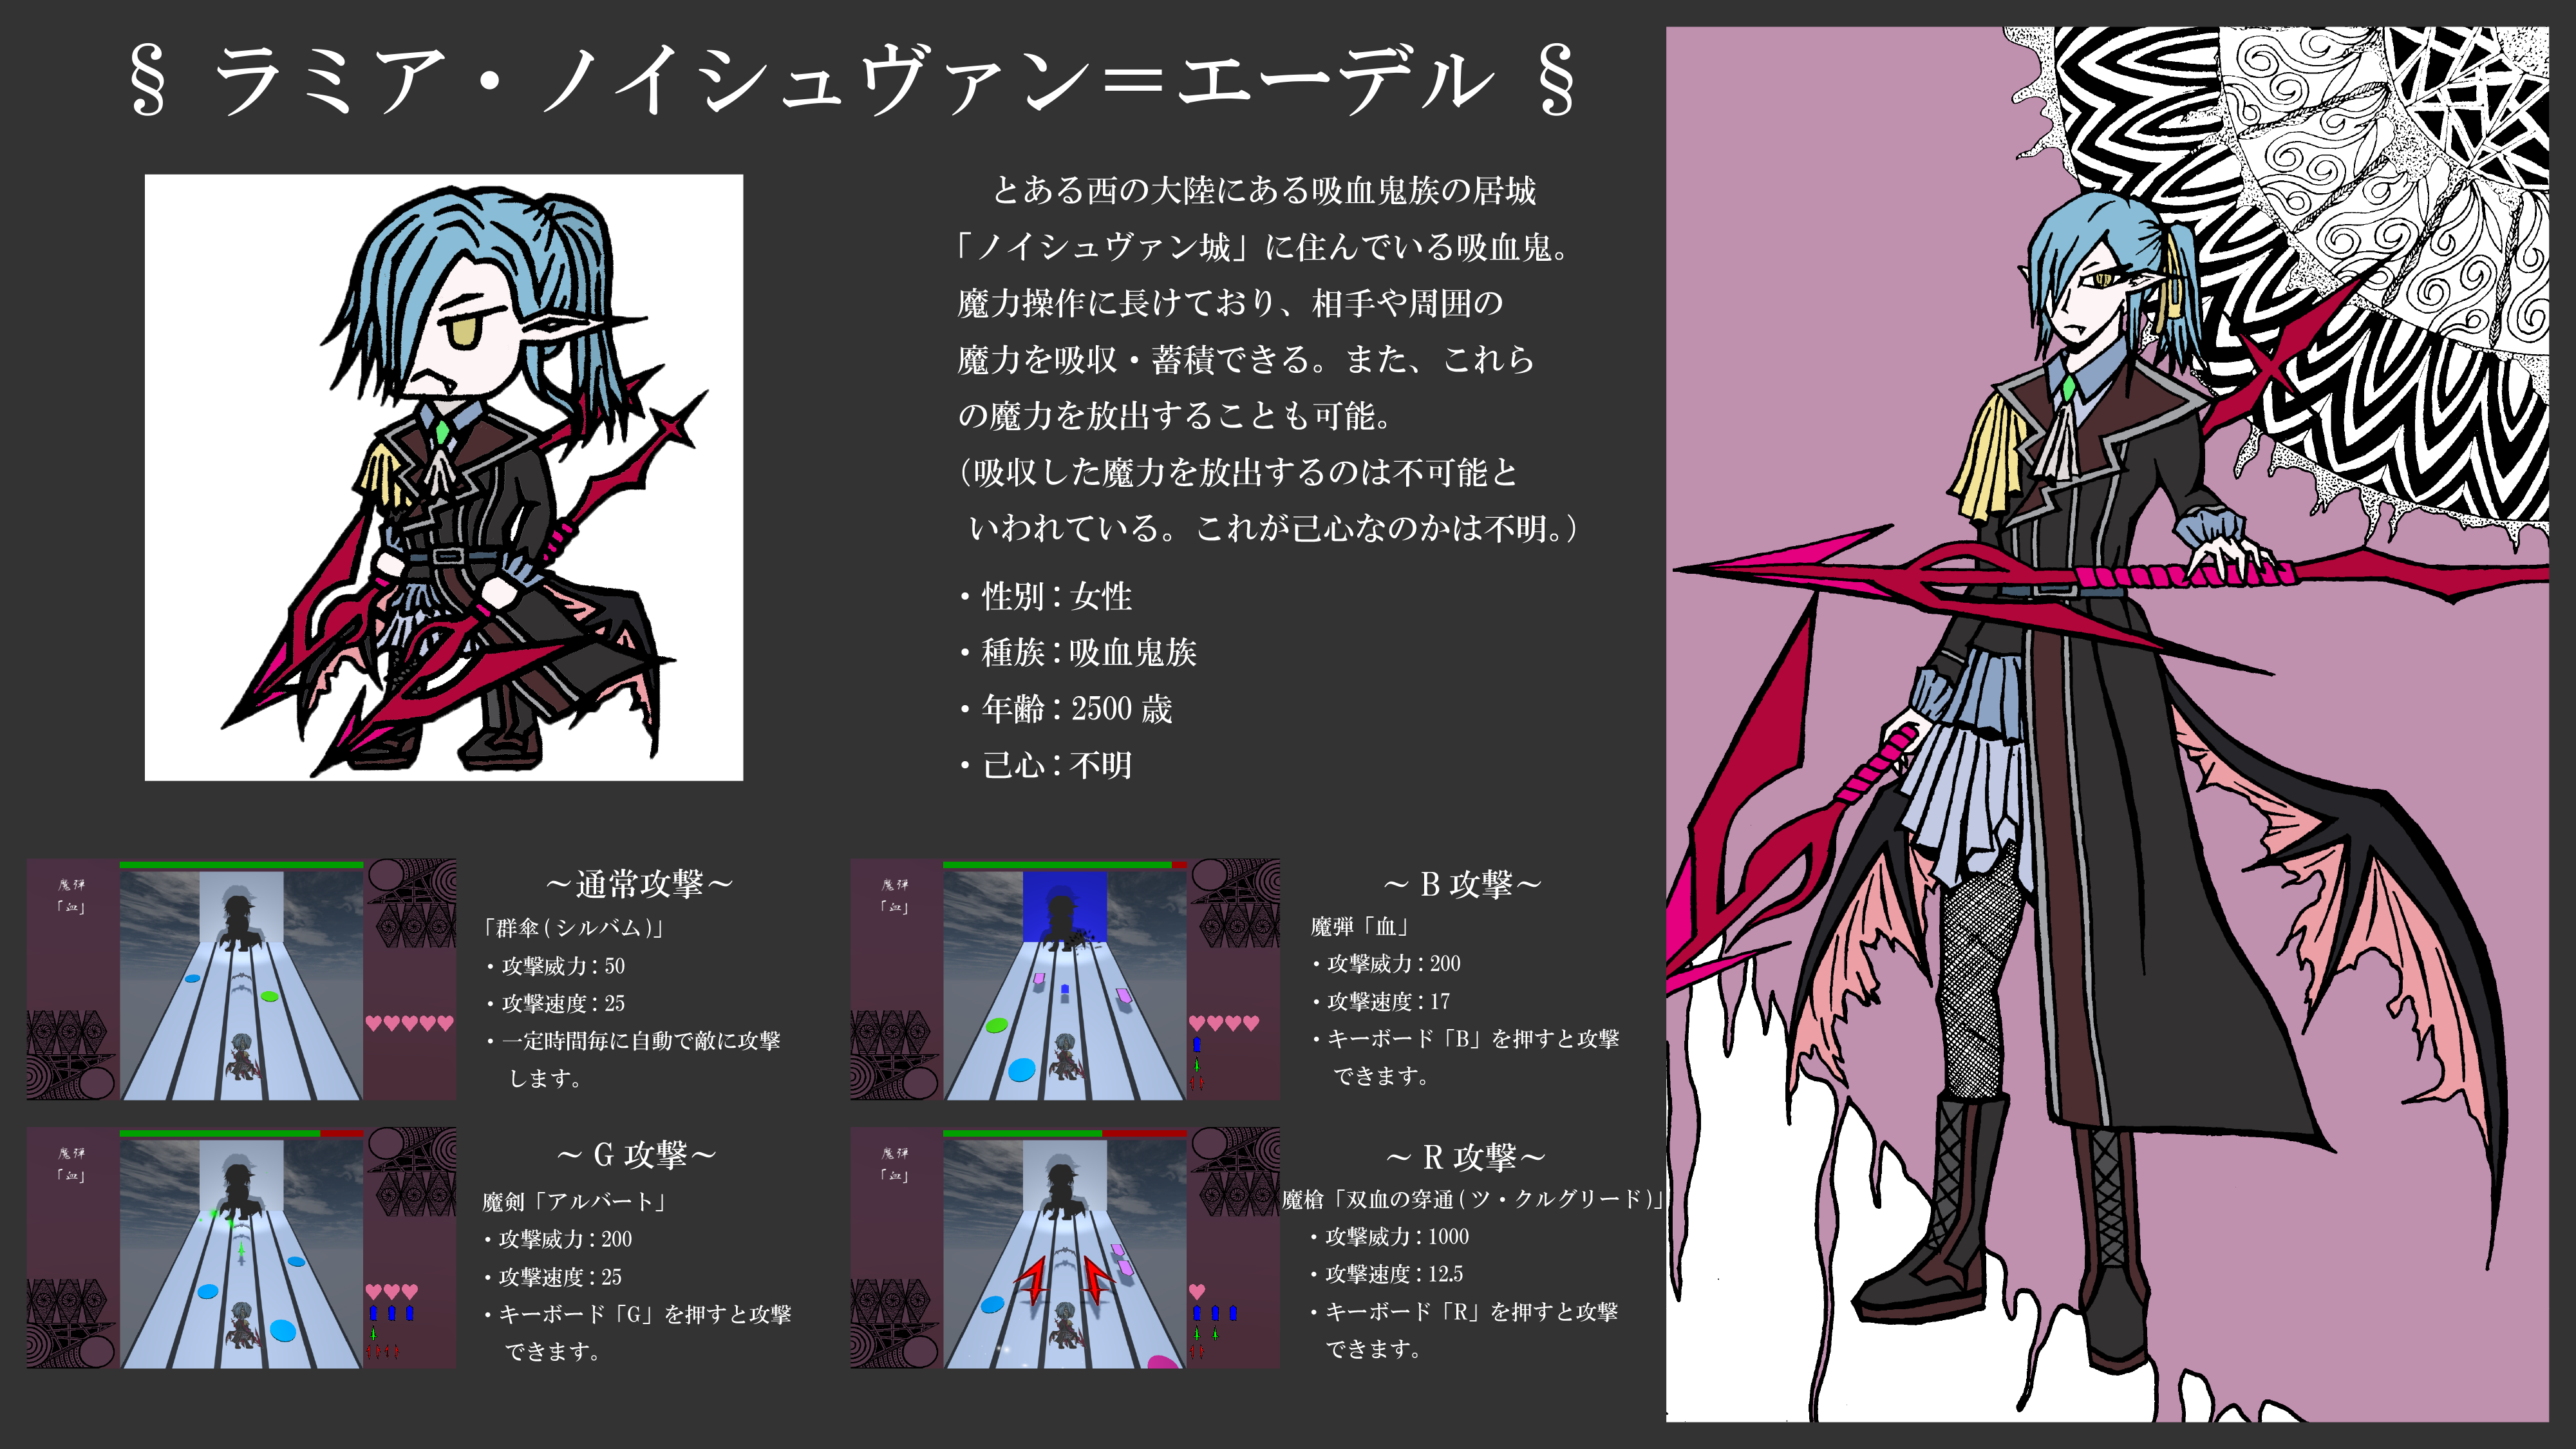 § ラミア・ノイシュヴァン＝エーデル §
とある西の大陸にある吸血鬼族の居城
「ノイシュヴァン城」に住んでいる吸血鬼。
魔力操作に長けており、相手や周囲の
魔力を吸収・蓄積できる。また、これら
の魔力を放出することも可能。
（吸収した魔力を放出するのは不可能と
いわれている。これが己心なのかは不明。）
・性別：女性
・種族：吸血鬼族
・年齢：2500 歳
・己心：不明
魔弾
「血」
～通常攻撃～
「群傘(シルバム)」
・攻撃威力：50
・攻撃速度：25
・一定時間毎に自動で敵に攻撃
します。
魔弾
「血」
～ B 攻撃～
魔弾「血」
・攻撃威力：200
・攻撃速度：17
・キーボード「B」を押すと攻撃
できます。
魔弾
「血」
～ G 攻撃～
魔剣「アルバート」
・攻撃威力：200
・攻撃速度：25
・キーボード「G」を押すと攻撃
できます。
魔弾
「血」
～ R 攻撃～
魔槍「双血の穿通(ツ・クルグリード)」
・攻撃威力：1000
・攻撃速度：12.5
・キーボード「R」を押すと攻撃
できます。